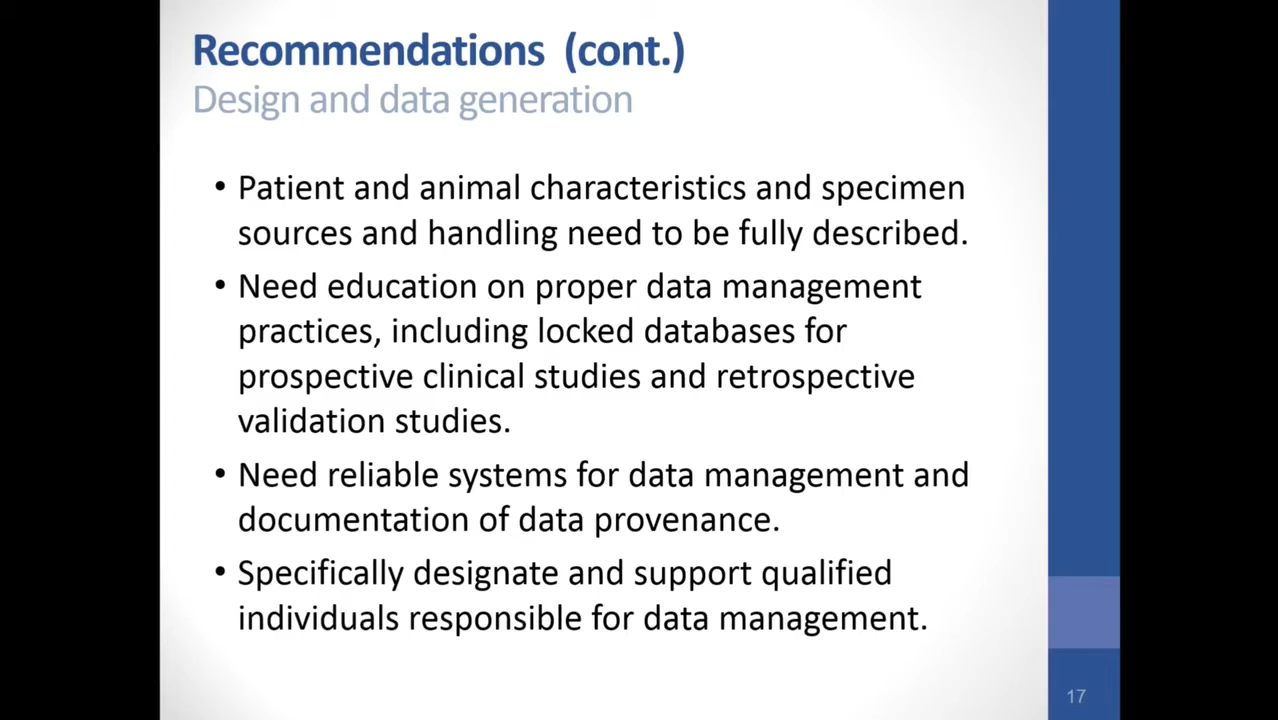 Recommendations (cont.)
Design and data generation
• Patient and animal characteristics and specimen
sources and handling need to be fully described.
• Need education on proper data management
practices, including locked databases for
prospective clinical studies and retrospective
validation studies.
• Need reliable systems for data management and
documentation of data provenance.
• Specifically designate and support qualified
individuals responsible for data management.
17